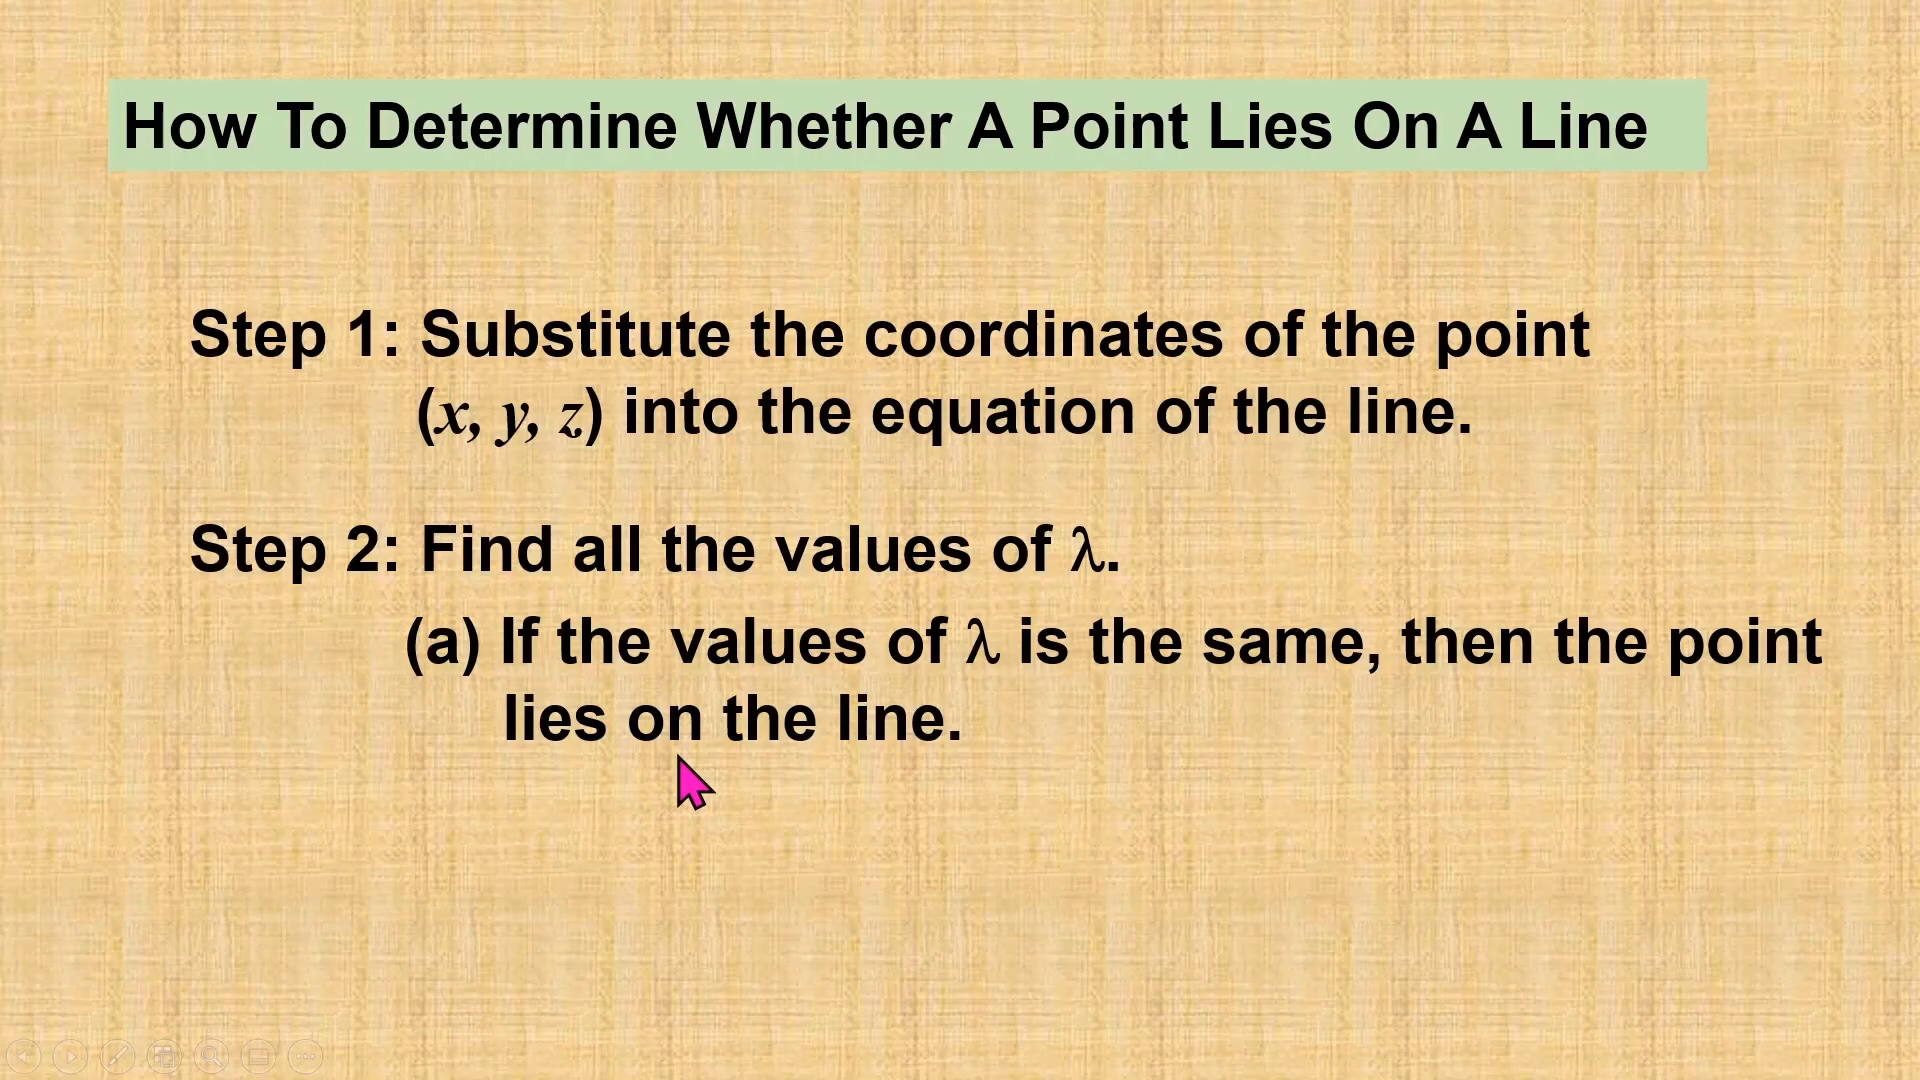 How To Determine Whether A Point Lies On A Line
Step 1: Substitute the coordinates of the point
(x, y, z) into the equation of the line.
Step 2: Find all the values of λ.
(a) If the values of λ is the same, then the point
lies on the line.